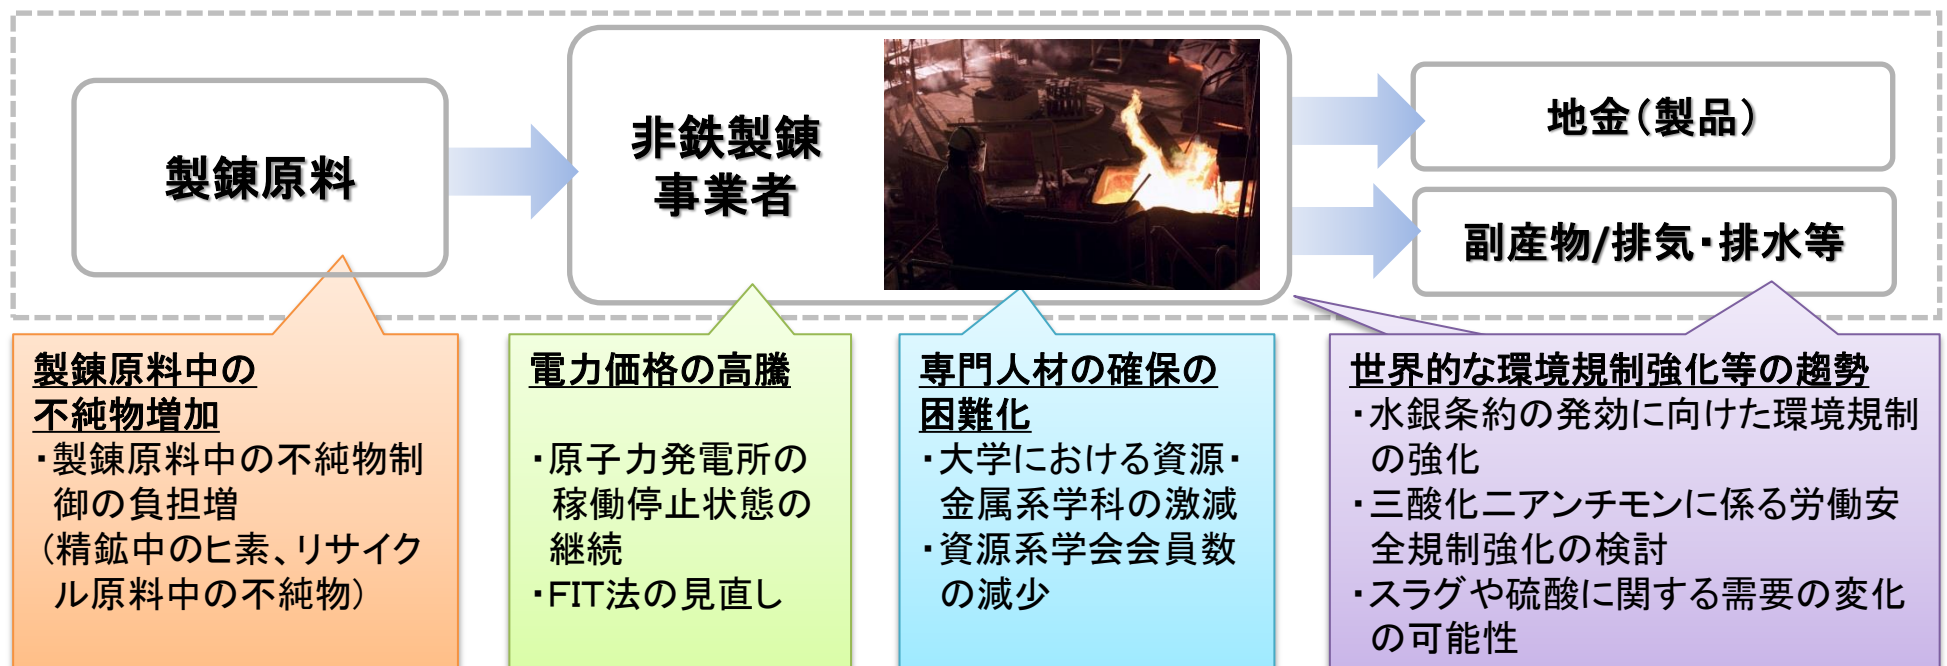 製錬原料
非鉄製錬
事業者
地金（製品）
副産物/排気・排水等
製錬原料中の
不純物増加
・製錬原料中の不純物制
御の負担増
（精鉱中のヒ素、リサイク
ル原料中の不純物）
電力価格の高騰
・原子力発電所の
稼働停止状態の
継続
・FIT法の見直し
専門人材の確保の
困難化
・大学における資源・
金属系学科の激減
・資源系学会会員数
の減少
世界的な環境規制強化等の趨勢
・水銀条約の発効に向けた環境規制
の強化
・三酸化二アンチモンに係る労働安
全規制強化の検討
・スラグや硫酸に関する需要の変化
の可能性